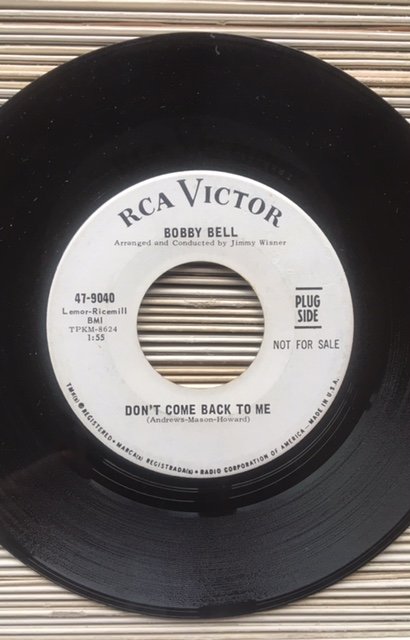 RCA VICTOR
BOBBY BELL
Arranged and Conducted by Jimmy Wisner
47-9040
Lemor-Ricemill
BMI
TPKM-8624
1:55
PLUG
SIDE
NOT FOR SALE
DON'T COME BACK TO ME
(Andrews-Mason-Howard)
TMK(s) ® REGISTERED • MARCA(s) REGISTRADA(s) • RADIO CORPORATION OF AMERICA — MADE IN U.S.A.